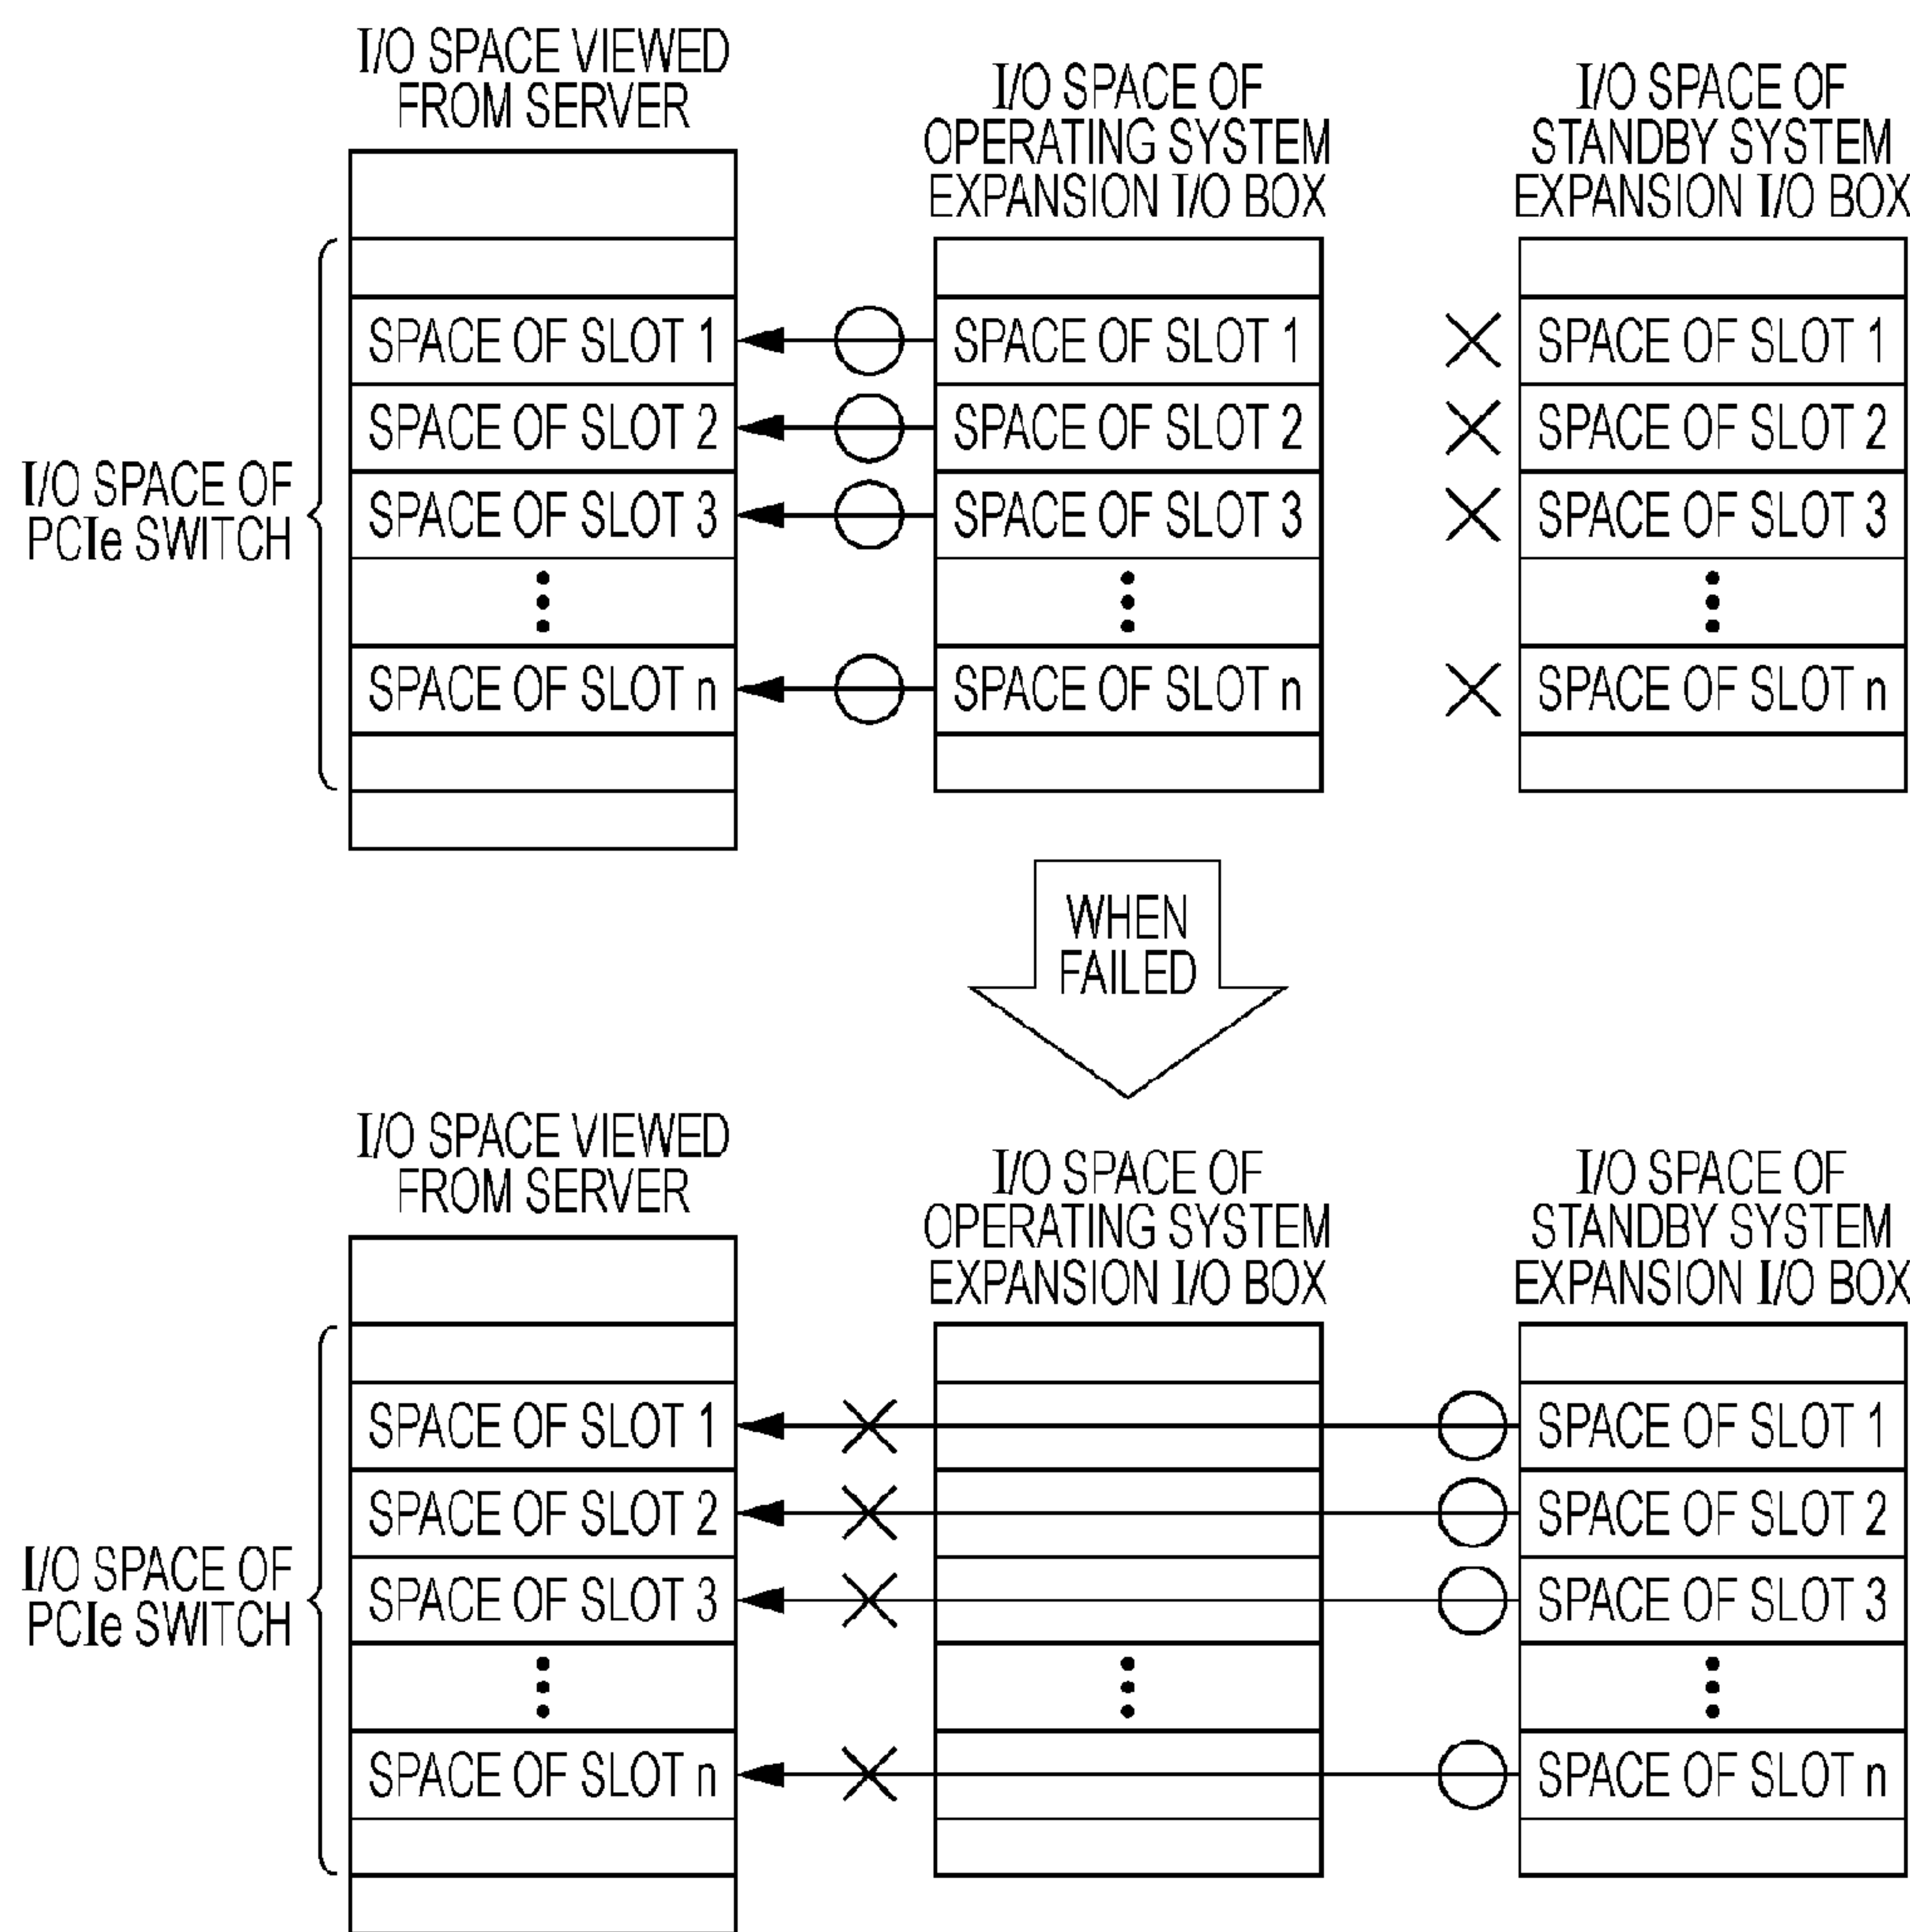 I/O SPACE VIEWED
FROM SERVER
I/O SPACE OF
OPERATING SYSTEM
EXPANSION I/O BOX
I/O SPACE OF
STANDBY SYSTEM
EXPANSION I/O BOX
I/O SPACE OF
PCIe SWITCH
SPACE OF SLOT 1
SPACE OF SLOT 2
SPACE OF SLOT 3
SPACE OF SLOT n
SPACE OF SLOT 1
SPACE OF SLOT 2
SPACE OF SLOT 3
SPACE OF SLOT n
SPACE OF SLOT 1
SPACE OF SLOT 2
SPACE OF SLOT 3
SPACE OF SLOT n
WHEN
FAILED
I/O SPACE VIEWED
FROM SERVER
I/O SPACE OF
OPERATING SYSTEM
EXPANSION I/O BOX
I/O SPACE OF
STANDBY SYSTEM
EXPANSION I/O BOX
I/O SPACE OF
PCIe SWITCH
SPACE OF SLOT 1
SPACE OF SLOT 2
SPACE OF SLOT 3
SPACE OF SLOT n
SPACE OF SLOT 1
SPACE OF SLOT 2
SPACE OF SLOT 3
SPACE OF SLOT n